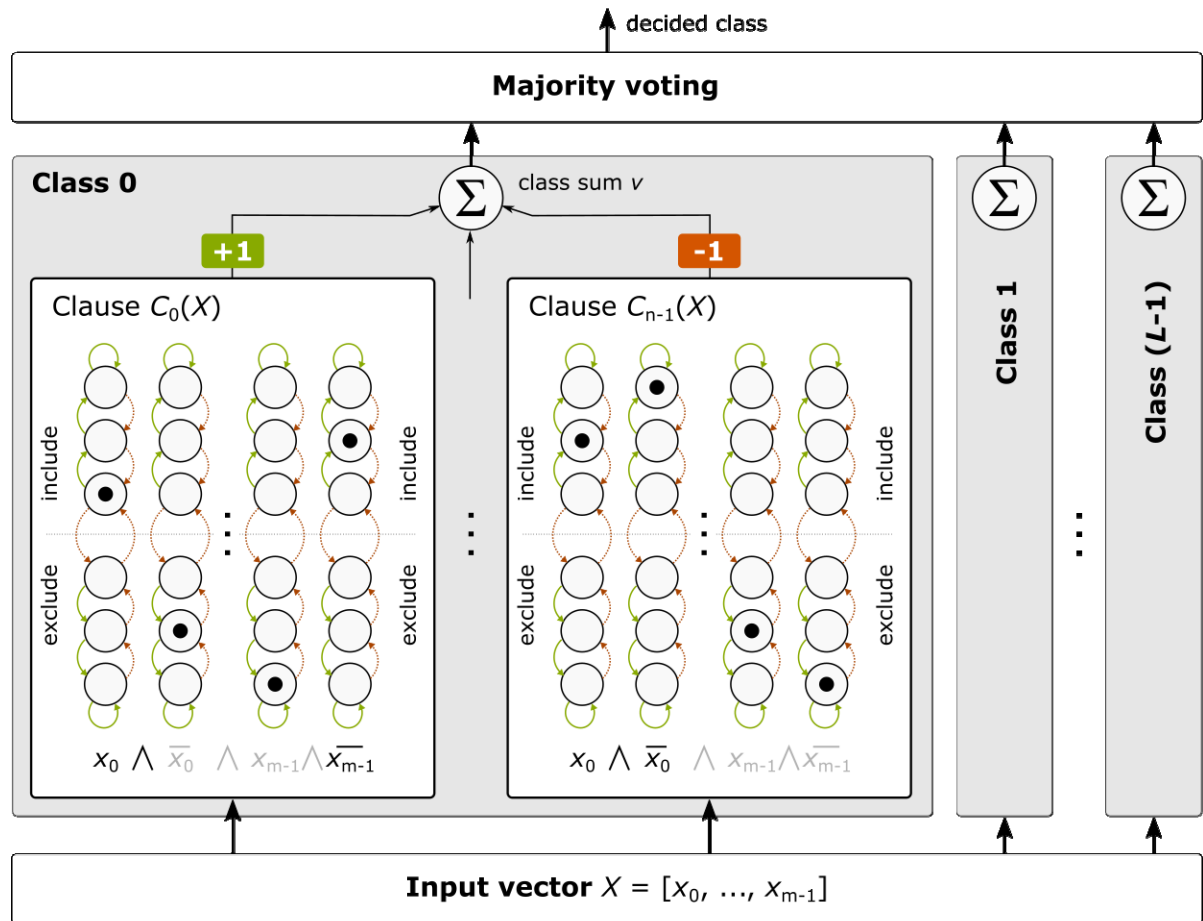 decided class
Majority voting
Class 0
Σ
class sum v
+1
-1
Clause C₀(X)
include
include
exclude
exclude
x₀ ∧ x̅₀ ∧ xₘ₋₁ ∧ x̅ₘ₋₁
Clause Cₙ₋₁(X)
include
include
exclude
exclude
x₀ ∧ x̅₀ ∧ xₘ₋₁ ∧ x̅ₘ₋₁
Σ
Class 1
Σ
Class (L-1)
Input vector X = [x₀, ..., xₘ₋₁]